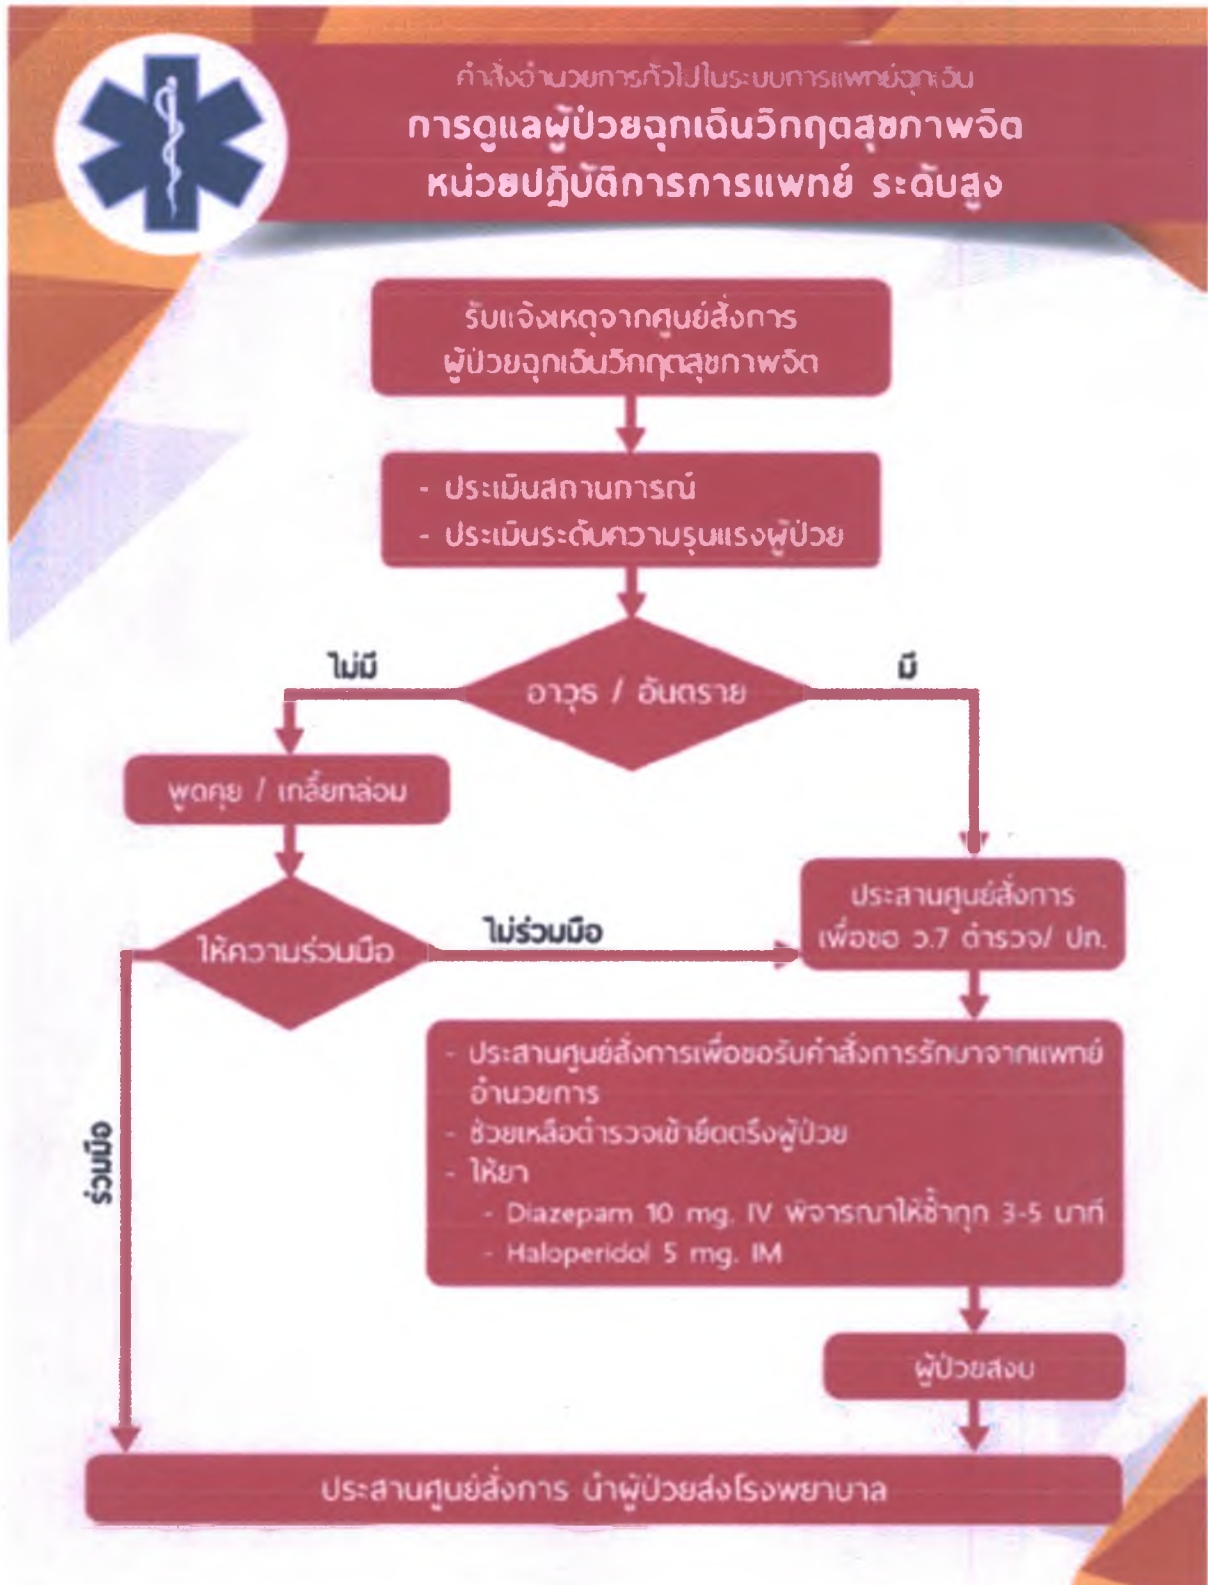 คำสั่งอำนวยการทั่วไปในระบบการแพทย์ฉุกเฉิน
การดูแลผู้ป่วยฉุกเฉินวิกฤตสุขภาพจิต
หน่วยปฏิบัติการการแพทย์ ระดับสูง
รับแจ้งเหตุจากศูนย์สั่งการ
ผู้ป่วยฉุกเฉินวิกฤตสุขภาพจิต
- ประเมินสถานการณ์
- ประเมินระดับความรุนแรงผู้ป่วย
อาวุธ / อันตราย
ไม่มี
มี
พูดคุย / เกลี้ยกล่อม
ให้ความร่วมมือ
ไม่ร่วมมือ
ประสานศูนย์สั่งการ
เพื่อขอ ว.7 ตำรวจ/ ปก.
ร่วมมือ
- ประสานศูนย์สั่งการเพื่อขอรับคำสั่งการรักษาจากแพทย์
อำนวยการ
- ช่วยเหลือตำรวจเข้ายึดตรึงผู้ป่วย
- ให้ยา
- Diazepam 10 mg. IV พิจารณาให้ซ้ำทุก 3-5 นาที
- Haloperidol 5 mg. IM
ผู้ป่วยสงบ
ประสานศูนย์สั่งการ นำผู้ป่วยส่งโรงพยาบาล